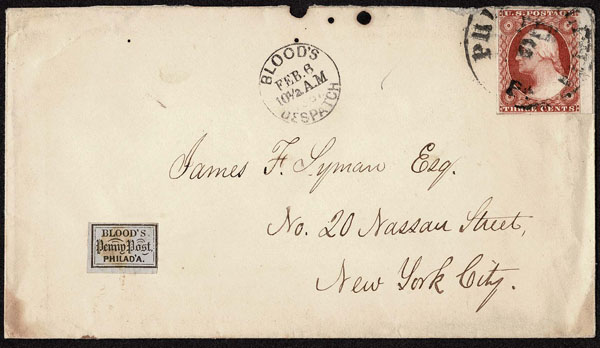 BLOOD'S
FEB. 8
10½ A.M
DESPATCH
PHI
U.S. POSTAGE
THREE CENTS
James F. Lyman Esq.
No. 20 Nassau Street,
New York City.
BLOOD'S
Penny Post,
PHILAD'A.